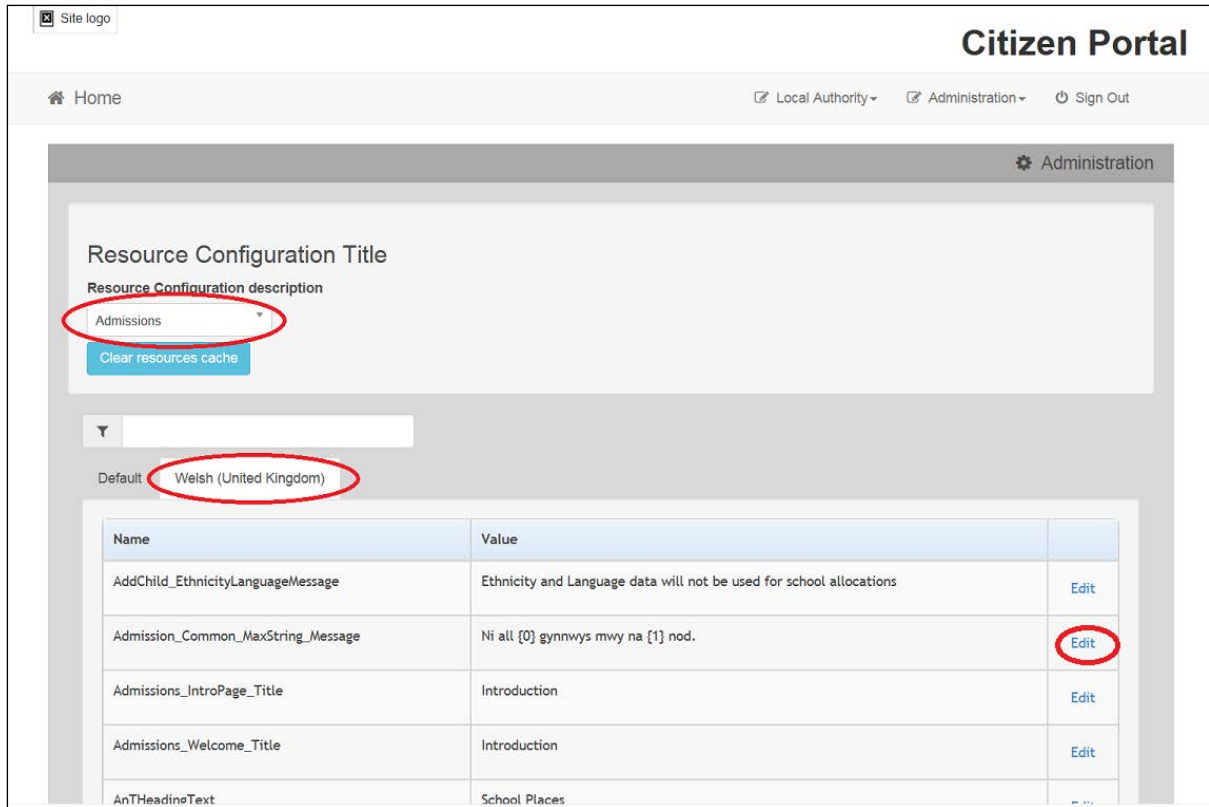 Site logo
Citizen Portal
Home Local Authority Administration Sign Out
Administration
Resource Configuration Title
Resource Configuration description
Admissions
Clear resources cache
Default Welsh (United Kingdom)
Name Value
AddChild_EthnicityLanguageMessage Ethnicity and Language data will not be used for school allocations Edit
Admission_Common_MaxString_Message Ni all {0} gynnwys mwy na {1} nod. Edit
Admissions_IntroPage_Title Introduction Edit
Admissions_Welcome_Title Introduction Edit
AnTHeadingText School Places